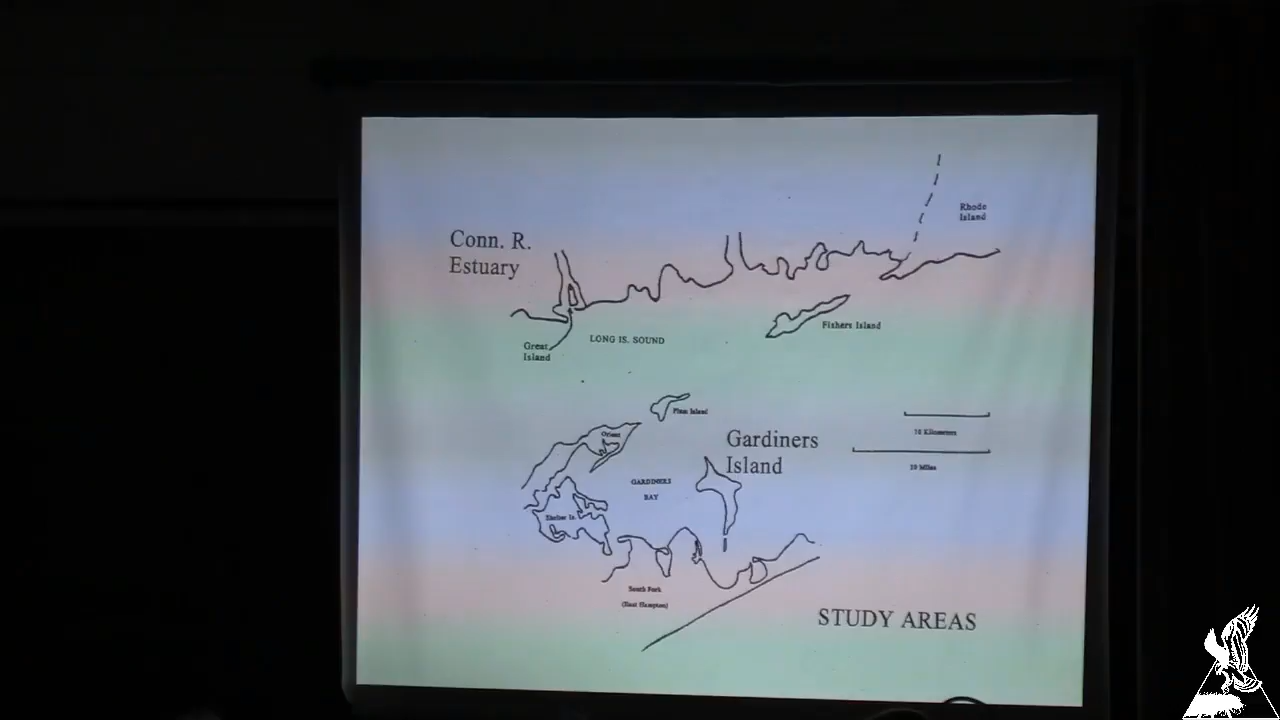 Rhode
Island
Conn. R.
Estuary
Fishers Island
LONG IS. SOUND
Great
Island
Plum Island
10 Kilometers
Orient
Gardiners
Island
10 Miles
GARDINERS
BAY
Shelter Is.
South Fork
(East Hampton)
STUDY AREAS